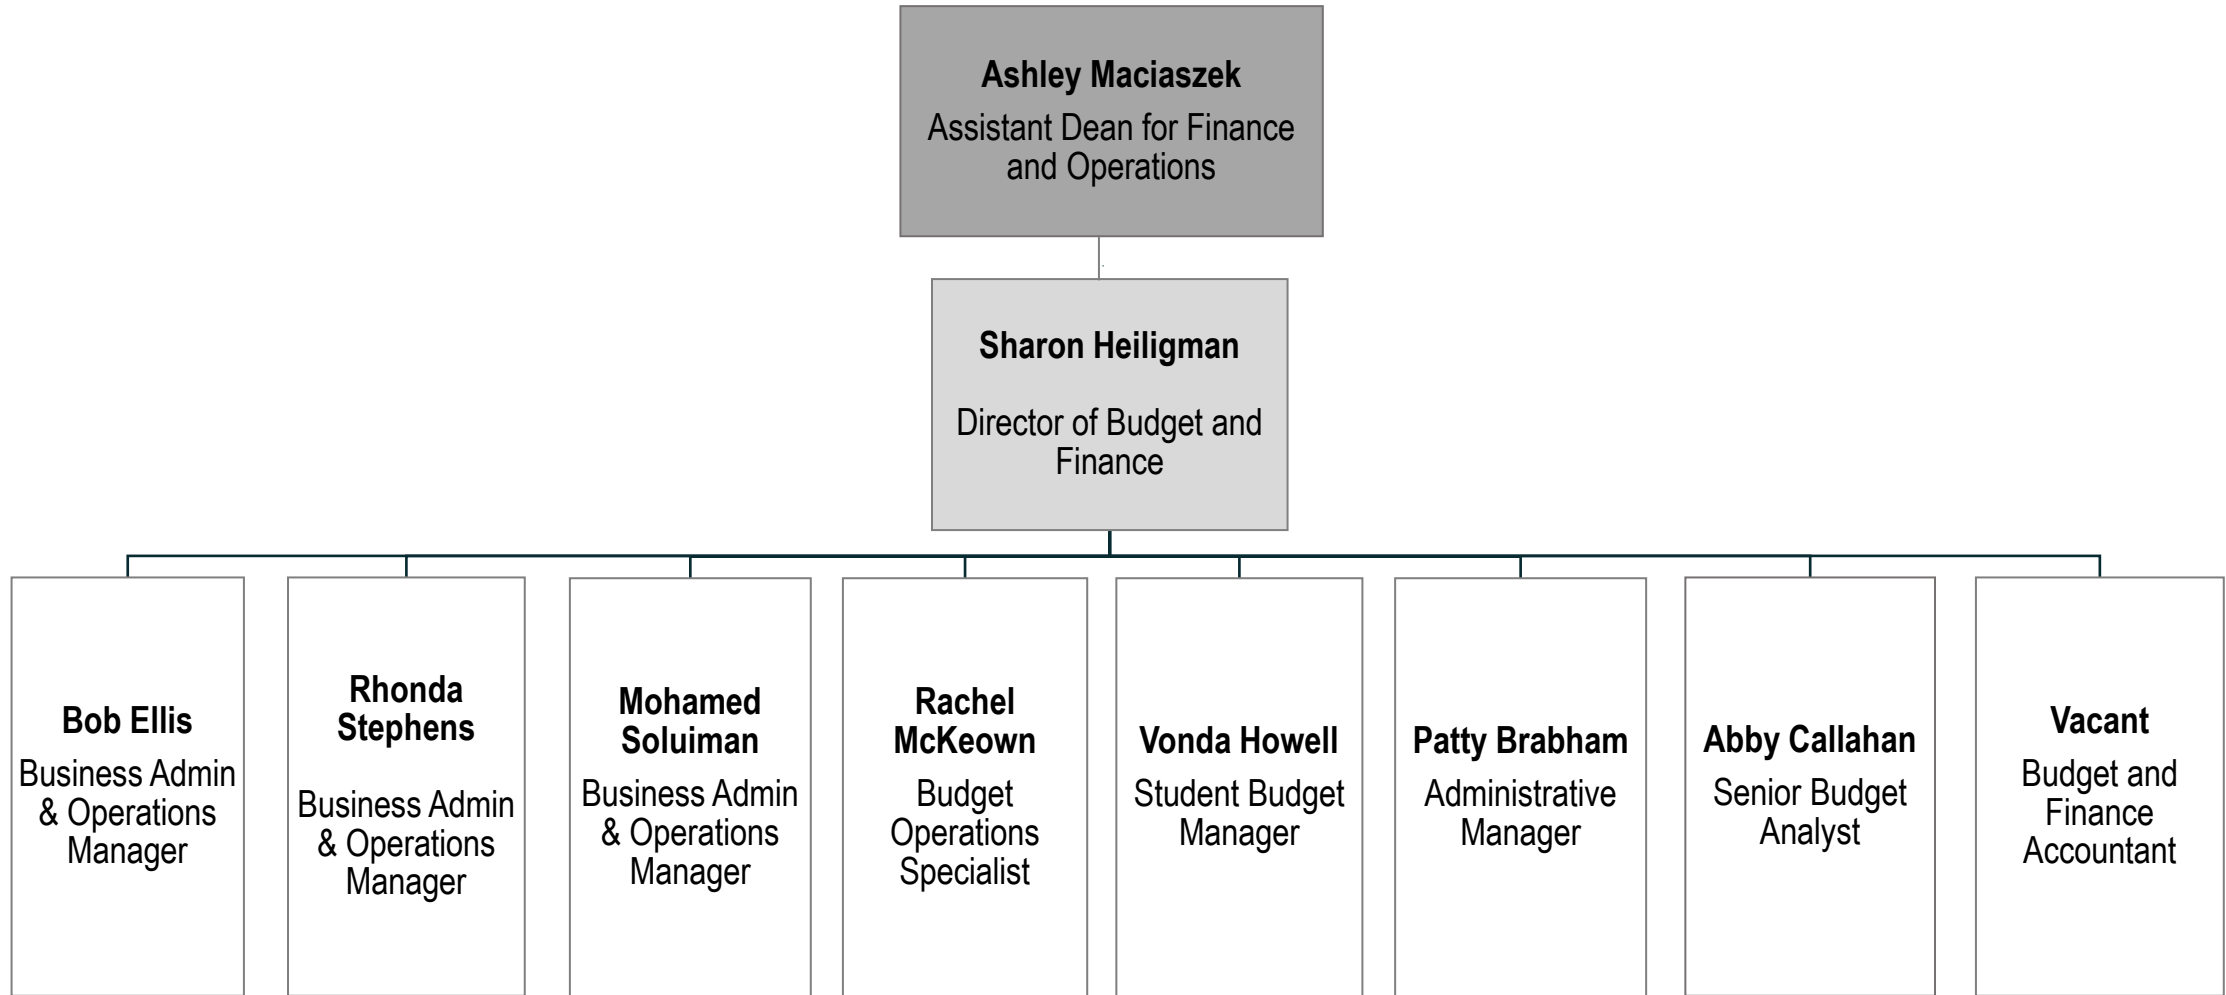 Ashley Maciaszek
Assistant Dean for Finance
and Operations
Sharon Heiligman
Director of Budget and
Finance
Bob Ellis
Business Admin
& Operations
Manager
Rhonda
Stephens
Business Admin
& Operations
Manager
Mohamed
Soluiman
Business Admin
& Operations
Manager
Rachel
McKeown
Budget
Operations
Specialist
Vonda Howell
Student Budget
Manager
Patty Brabham
Administrative
Manager
Abby Callahan
Senior Budget
Analyst
Vacant
Budget and
Finance
Accountant